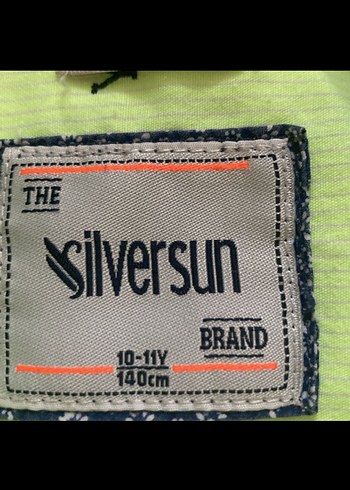 THE
Silversun
BRAND
10-11Y
140cm